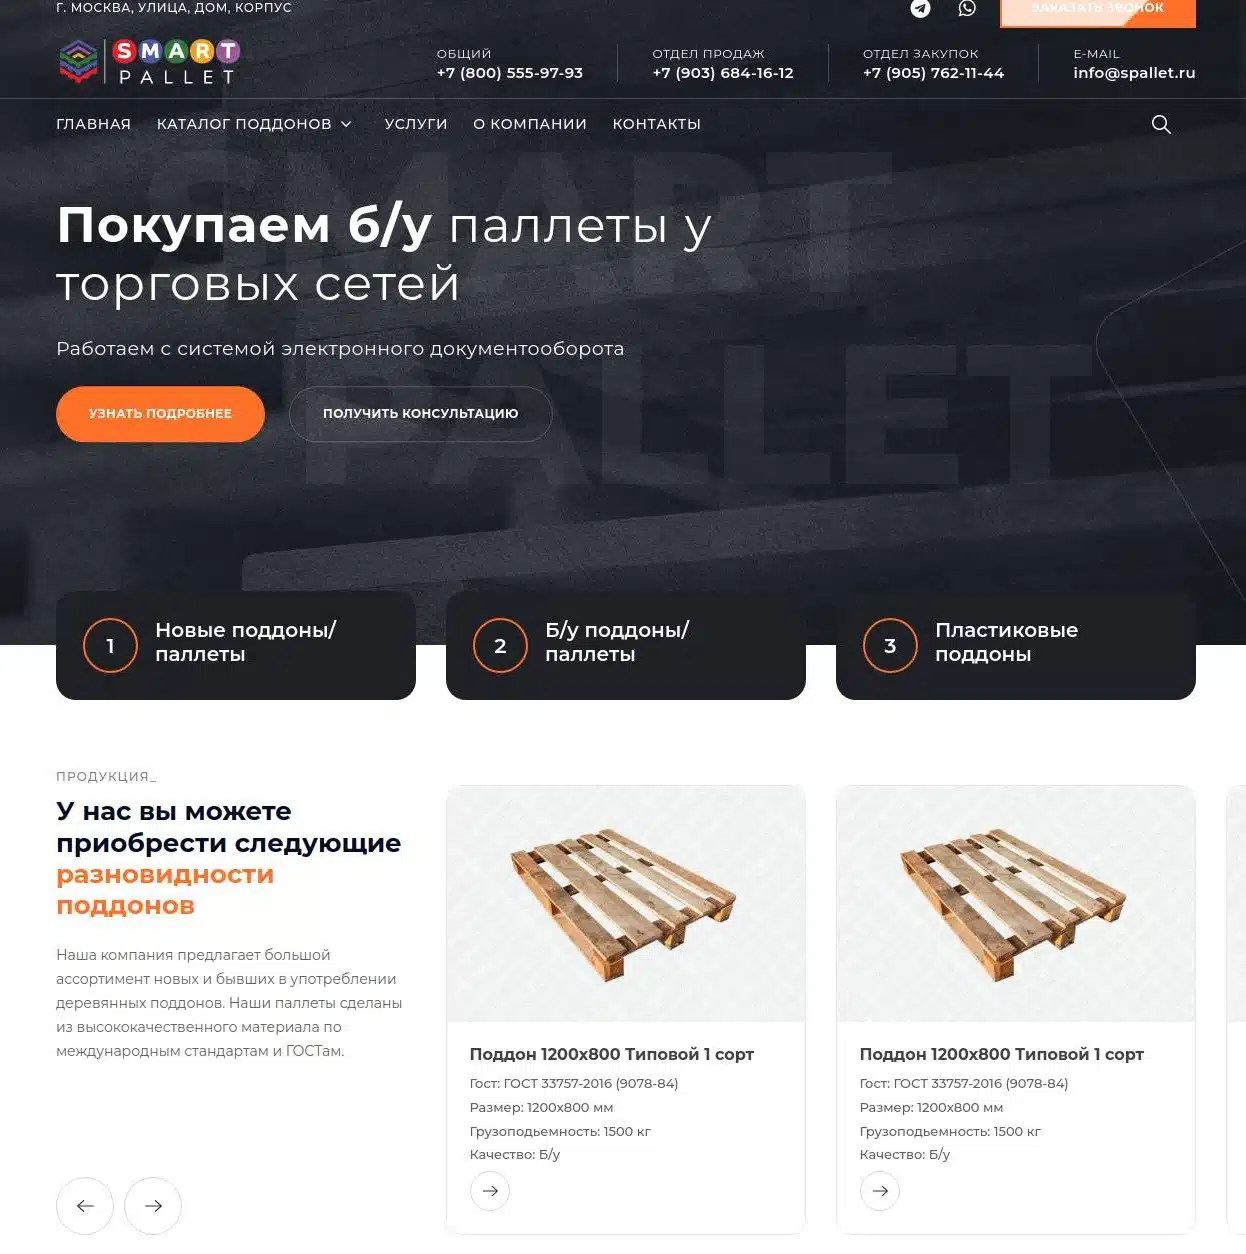 Г. МОСКВА, УЛИЦА, ДОМ, КОРПУС
ЗАКАЗАТЬ ЗВОНОК
SMART
PALLET
ОБЩИЙ
+7 (800) 555-97-93
ОТДЕЛ ПРОДАЖ
+7 (903) 684-16-12
ОТДЕЛ ЗАКУПОК
+7 (905) 762-11-44
E-MAIL
info@spallet.ru
ГЛАВНАЯ
КАТАЛОГ ПОДДОНОВ
УСЛУГИ
О КОМПАНИИ
КОНТАКТЫ
SMART
PALLET
Покупаем б/у паллеты у
торговых сетей
Работаем с системой электронного документооборота
УЗНАТЬ ПОДРОБНЕЕ
ПОЛУЧИТЬ КОНСУЛЬТАЦИЮ
1
Новые поддоны/
паллеты
2
Б/у поддоны/
паллеты
3
Пластиковые
поддоны
ПРОДУКЦИЯ_
У нас вы можете
приобрести следующие
разновидности
поддонов
Наша компания предлагает большой
ассортимент новых и бывших в употреблении
деревянных поддонов. Наши паллеты сделаны
из высококачественного материала по
международным стандартам и ГОСТам.
Поддон 1200х800 Типовой 1 сорт
Гост: ГОСТ 33757-2016 (9078-84)
Размер: 1200х800 мм
Грузоподьемность: 1500 кг
Качество: Б/у
Поддон 1200х800 Типовой 1 сорт
Гост: ГОСТ 33757-2016 (9078-84)
Размер: 1200х800 мм
Грузоподьемность: 1500 кг
Качество: Б/у